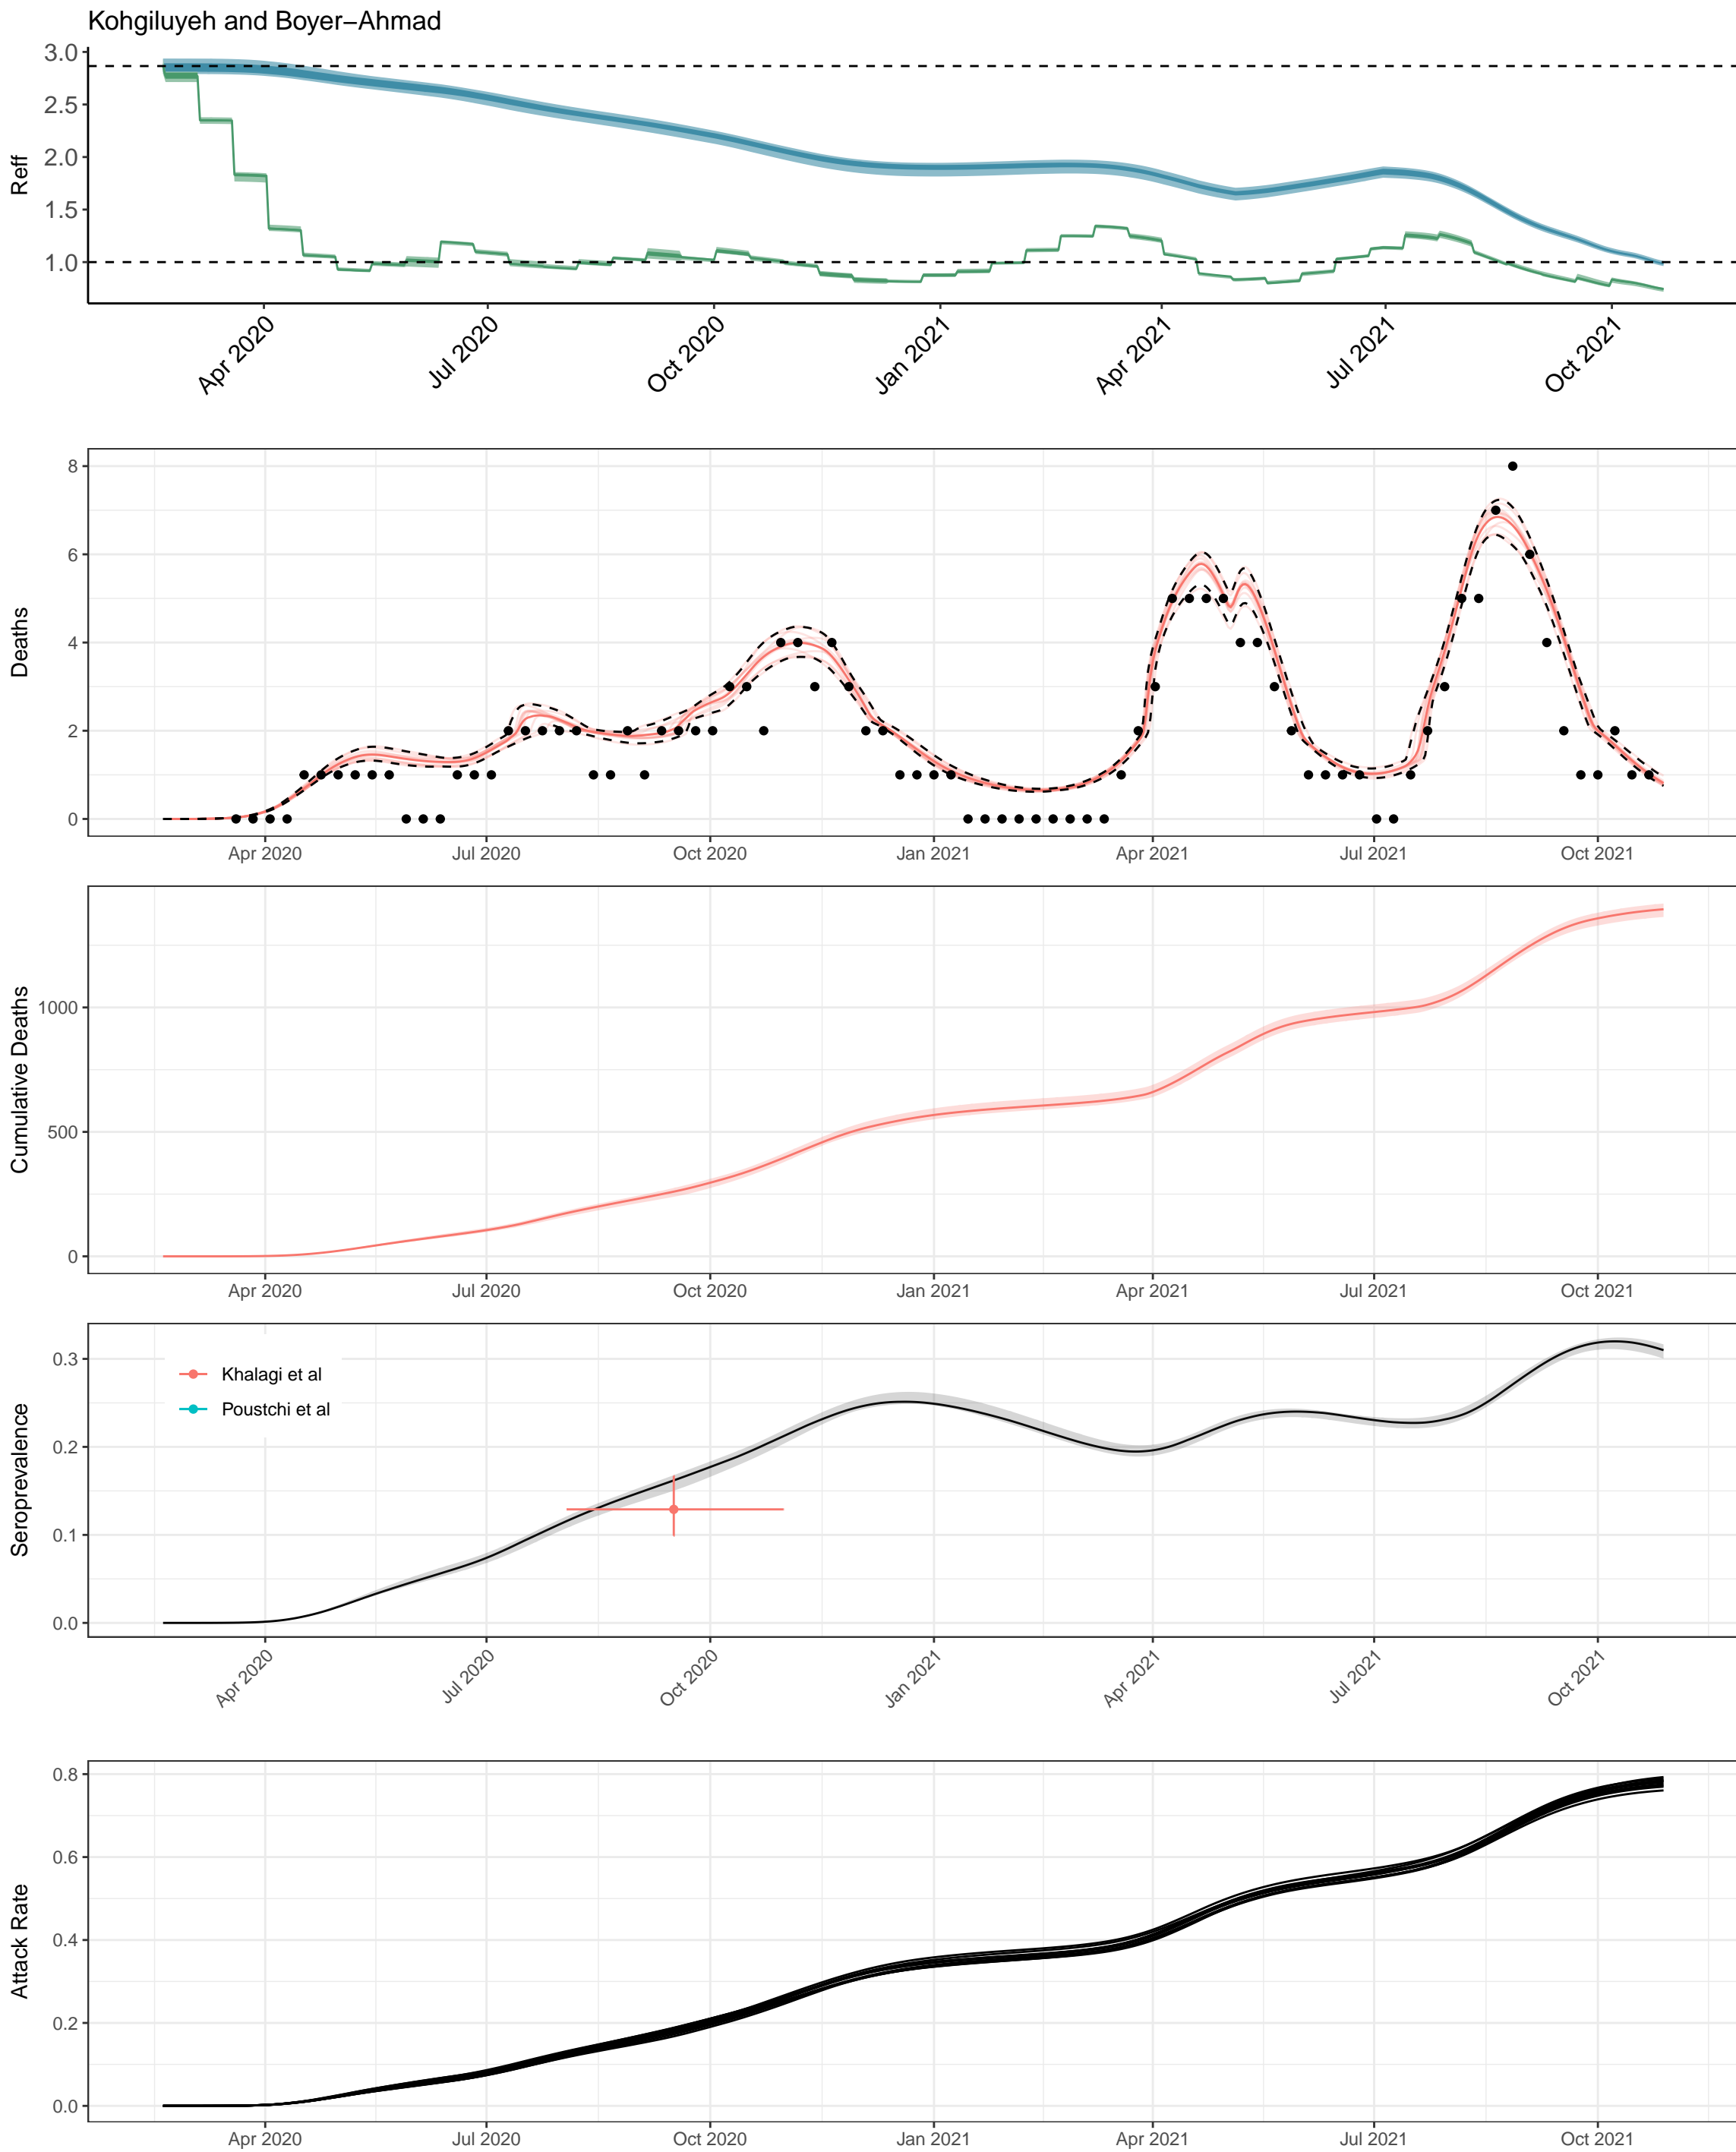 Kohgiluyeh and Boyer−Ahmad
3.0
2.5
2.0
1.5
1.0
Reff
Apr 2020
Jul 2020
Oct 2020
Jan 2021
Apr 2021
Jul 2021
Oct 2021
8
6
4
2
0
Deaths
Apr 2020
Jul 2020
Oct 2020
Jan 2021
Apr 2021
Jul 2021
Oct 2021
1000
500
0
Cumulative Deaths
Apr 2020
Jul 2020
Oct 2020
Jan 2021
Apr 2021
Jul 2021
Oct 2021
0.3
0.2
0.1
0.0
Seroprevalence
Khalagi et al
Poustchi et al
Apr 2020
Jul 2020
Oct 2020
Jan 2021
Apr 2021
Jul 2021
Oct 2021
0.8
0.6
0.4
0.2
0.0
Attack Rate
Apr 2020
Jul 2020
Oct 2020
Jan 2021
Apr 2021
Jul 2021
Oct 2021